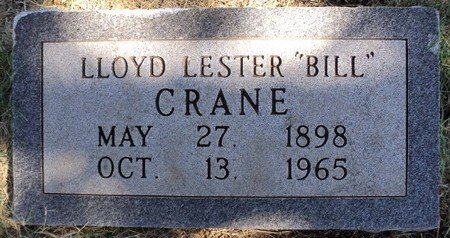 LLOYD LESTER "BILL"
CRANE
MAY 27. 1898
OCT. 13. 1965